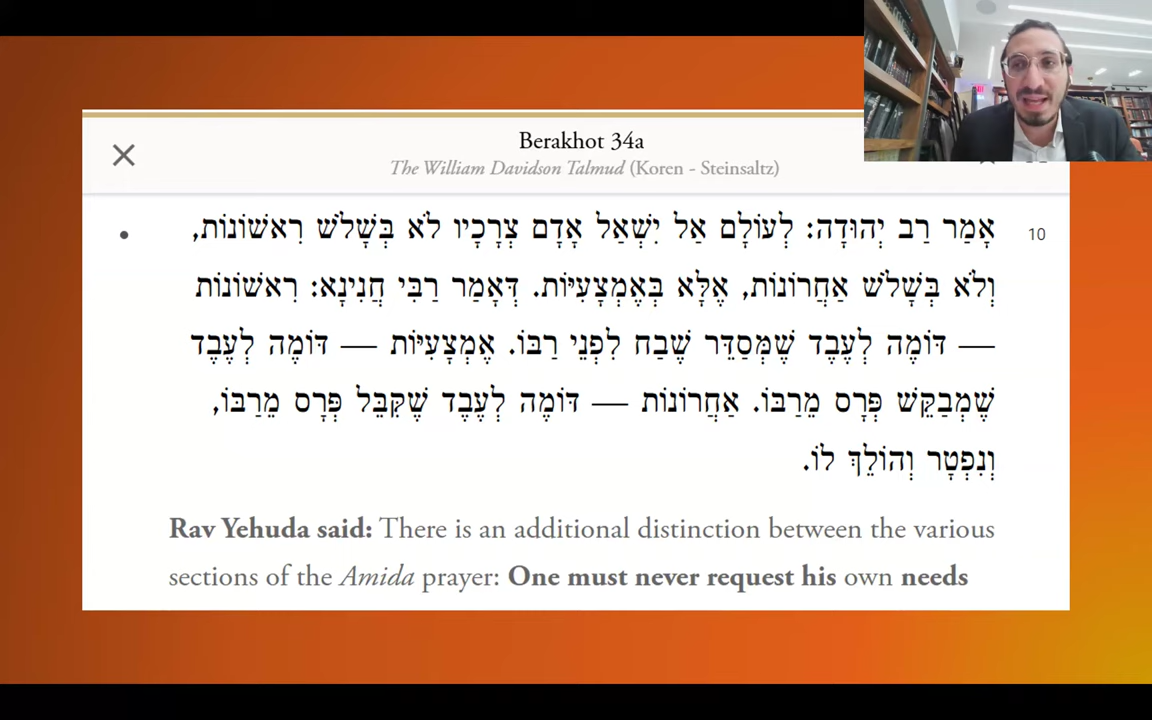 Berakhot 34a
The William Davidson Talmud (Koren - Steinsaltz)
10
אָמַר רַב יְהוּדָה: לְעוֹלָם אַל יִשְׁאַל אָדָם צְרָכָיו לֹא בְּשָׁלֹשׁ רִאשׁוֹנוֹת,
וְלֹא בְּשָׁלֹשׁ אַחֲרוֹנוֹת, אֶלָּא בְּאֶמְצָעִיּוֹת. דְּאָמַר רַבִּי חֲנִינָא: רִאשׁוֹנוֹת
— דּוֹמֶה לְעֶבֶד שֶׁמְּסַדֵּר שֶׁבַח לִפְנֵי רַבּוֹ. אֶמְצָעִיּוֹת — דּוֹמֶה לְעֶבֶד
שֶׁמְבַקֵּשׁ פְּרָס מֵרַבּוֹ. אַחֲרוֹנוֹת — דּוֹמֶה לְעֶבֶד שֶׁקִּבֵּל פְּרָס מֵרַבּוֹ,
וְנִפְטָר וְהוֹלֵךְ לוֹ.
Rav Yehuda said: There is an additional distinction between the various
sections of the Amida prayer: One must never request his own needs